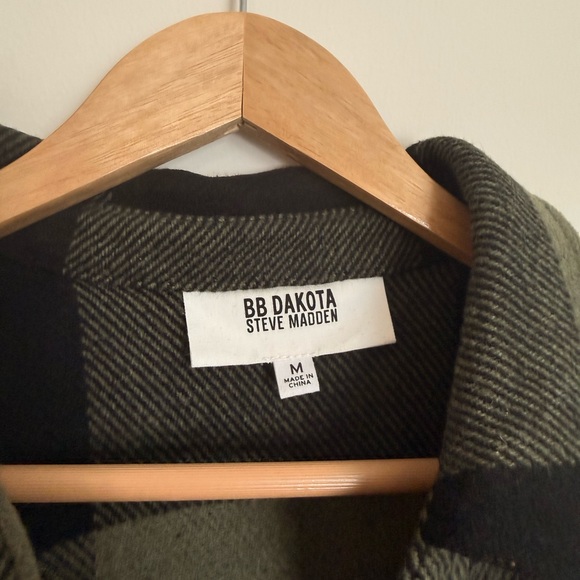 BB DAKOTA
STEVE MADDEN
M
MADE IN
CHINA